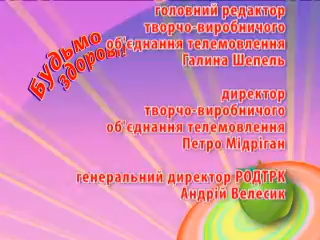 Будьмо
здорові!
головний редактор
творчо-виробничого
об'єднання телемовлення
Галина Шепель
директор
творчо-виробничого
об'єднання телемовлення
Петро Мідріган
генеральний директор РОДТРК
Андрій Велесик